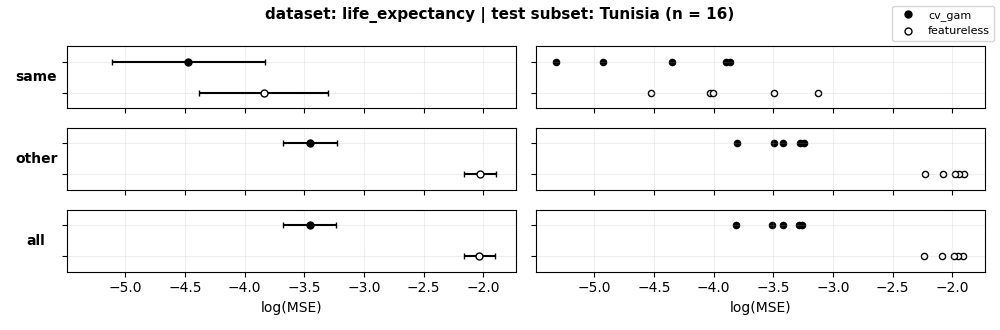 dataset: life_expectancy | test subset: Tunisia (n = 16)
cv_gam
featureless
same
other
all
−5.0 −4.5 −4.0 −3.5 −3.0 −2.5 −2.0
log(MSE)
−5.0 −4.5 −4.0 −3.5 −3.0 −2.5 −2.0
log(MSE)